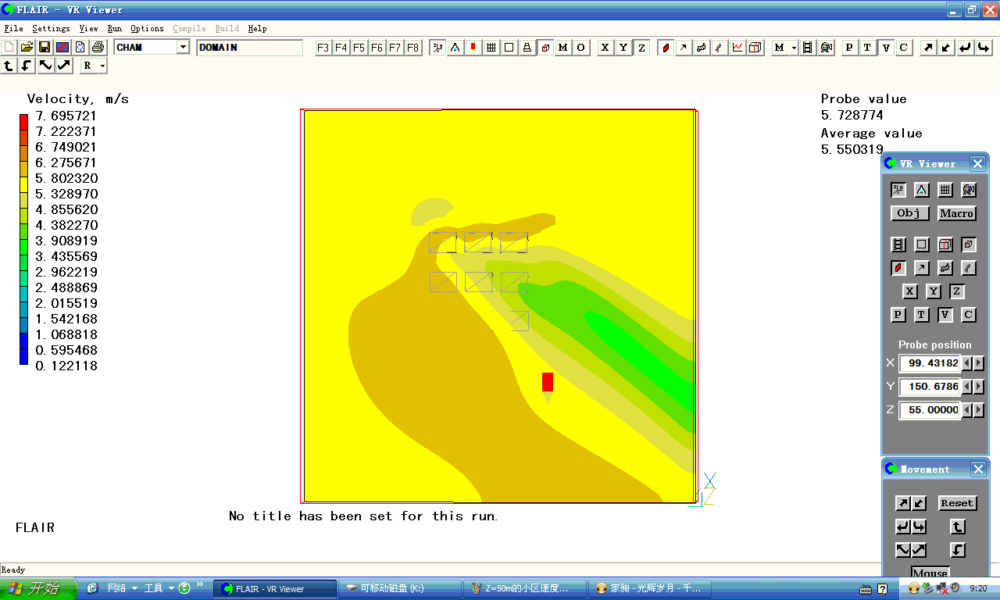 FLAIR - VR Viewer
File Settings View Run Options Compile Build Help
CHAM DOMAIN F3 F4 F5 F6 F7 F8 M O X Y Z M P T V C
R
Velocity, m/s
7.695721
7.222371
6.749021
6.275671
5.802320
5.328970
4.855620
4.382270
3.908919
3.435569
2.962219
2.488869
2.015519
1.542168
1.068818
0.595468
0.122118
Probe value
5.728774
Average value
5.550319
VR Viewer
Obj Macro
X Y Z
P T V C
Probe position
X 99.43182
Y 150.6786
Z 55.00000
Movement
Reset
Mouse
X
Z
No title has been set for this run.
FLAIR
Ready
开始 网络 工具 » FLAIR - VR Viewer 可移动磁盘 (K:) Z=50m的小区速度... 家驹 - 光辉岁月 - 千... 9:20